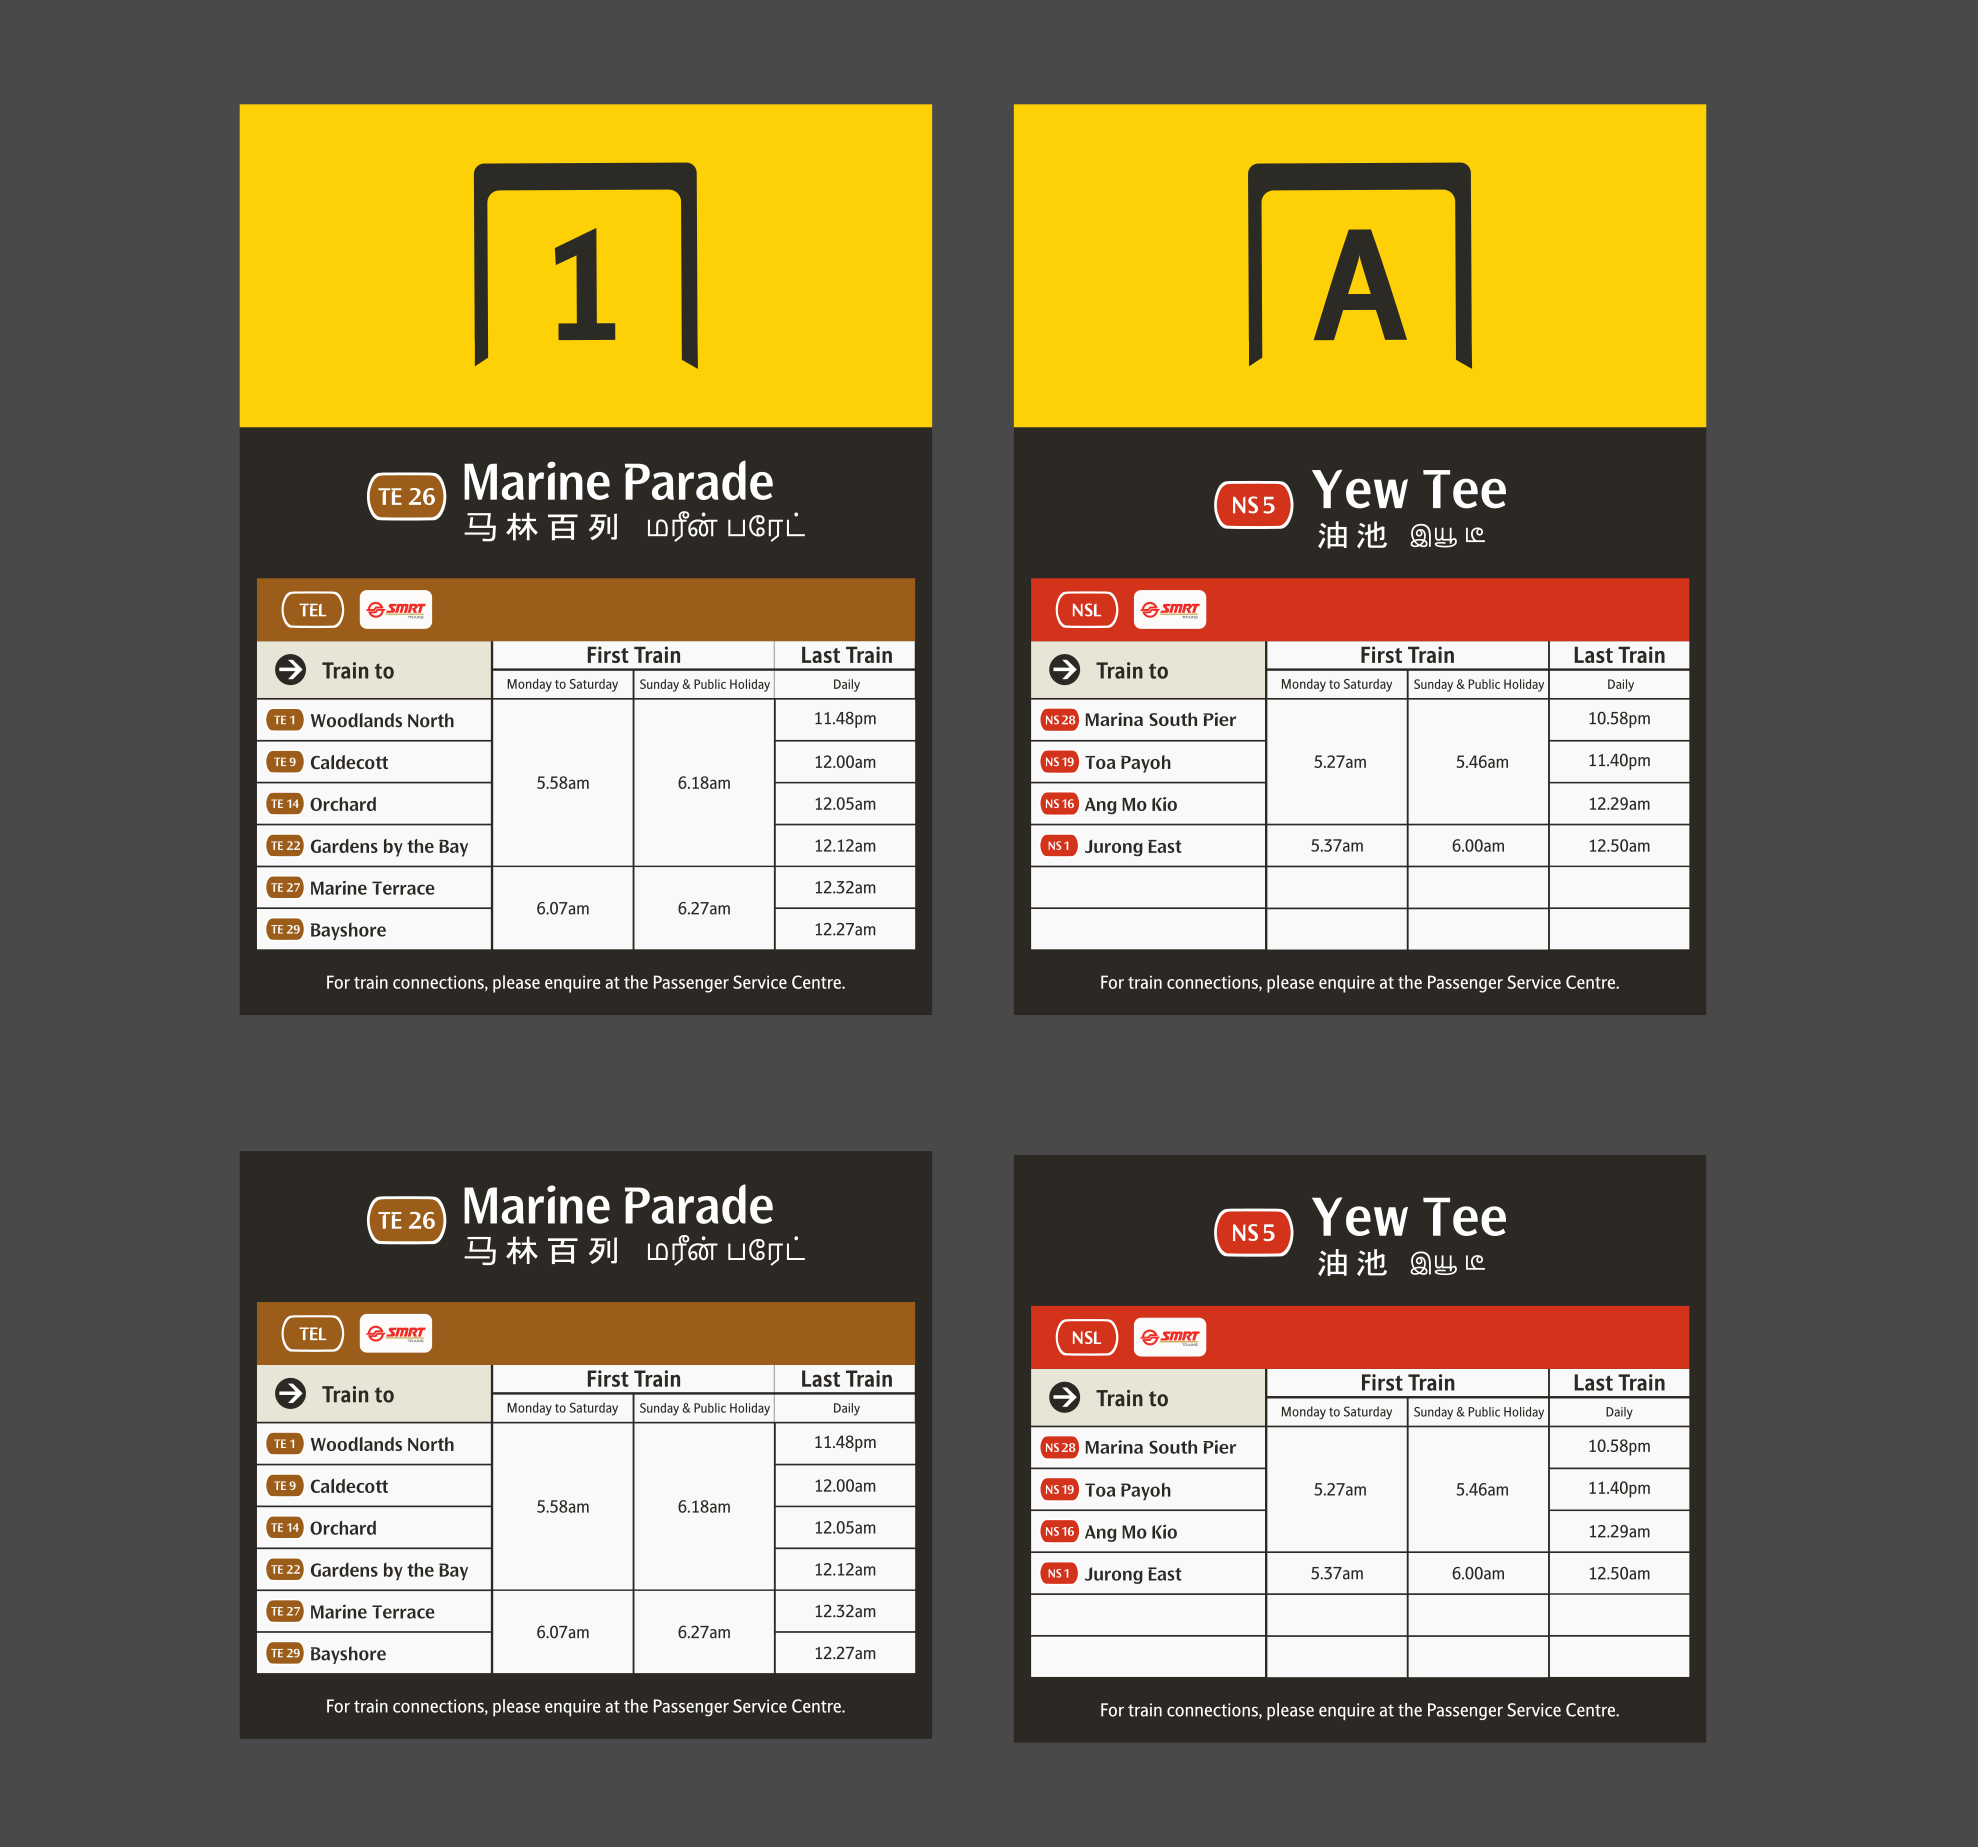 1
TE 26 Marine Parade
马林百列 மரீன் பரேட்
TEL SMRT TRAINS
Train to First Train Last Train
Monday to Saturday Sunday & Public Holiday Daily
TE 1 Woodlands North 11.48pm
TE 9 Caldecott 12.00am
5.58am 6.18am
TE 14 Orchard 12.05am
TE 22 Gardens by the Bay 12.12am
TE 27 Marine Terrace 12.32am
6.07am 6.27am
TE 29 Bayshore 12.27am
For train connections, please enquire at the Passenger Service Centre.
A
NS 5 Yew Tee
油池 இயூ டீ
NSL SMRT TRAINS
Train to First Train Last Train
Monday to Saturday Sunday & Public Holiday Daily
NS 28 Marina South Pier 10.58pm
NS 19 Toa Payoh 5.27am 5.46am 11.40pm
NS 16 Ang Mo Kio 12.29am
NS 1 Jurong East 5.37am 6.00am 12.50am
For train connections, please enquire at the Passenger Service Centre.
TE 26 Marine Parade
马林百列 மரீன் பரேட்
TEL SMRT TRAINS
Train to First Train Last Train
Monday to Saturday Sunday & Public Holiday Daily
TE 1 Woodlands North 11.48pm
TE 9 Caldecott 12.00am
5.58am 6.18am
TE 14 Orchard 12.05am
TE 22 Gardens by the Bay 12.12am
TE 27 Marine Terrace 12.32am
6.07am 6.27am
TE 29 Bayshore 12.27am
For train connections, please enquire at the Passenger Service Centre.
NS 5 Yew Tee
油池 இயூ டீ
NSL SMRT TRAINS
Train to First Train Last Train
Monday to Saturday Sunday & Public Holiday Daily
NS 28 Marina South Pier 10.58pm
NS 19 Toa Payoh 5.27am 5.46am 11.40pm
NS 16 Ang Mo Kio 12.29am
NS 1 Jurong East 5.37am 6.00am 12.50am
For train connections, please enquire at the Passenger Service Centre.